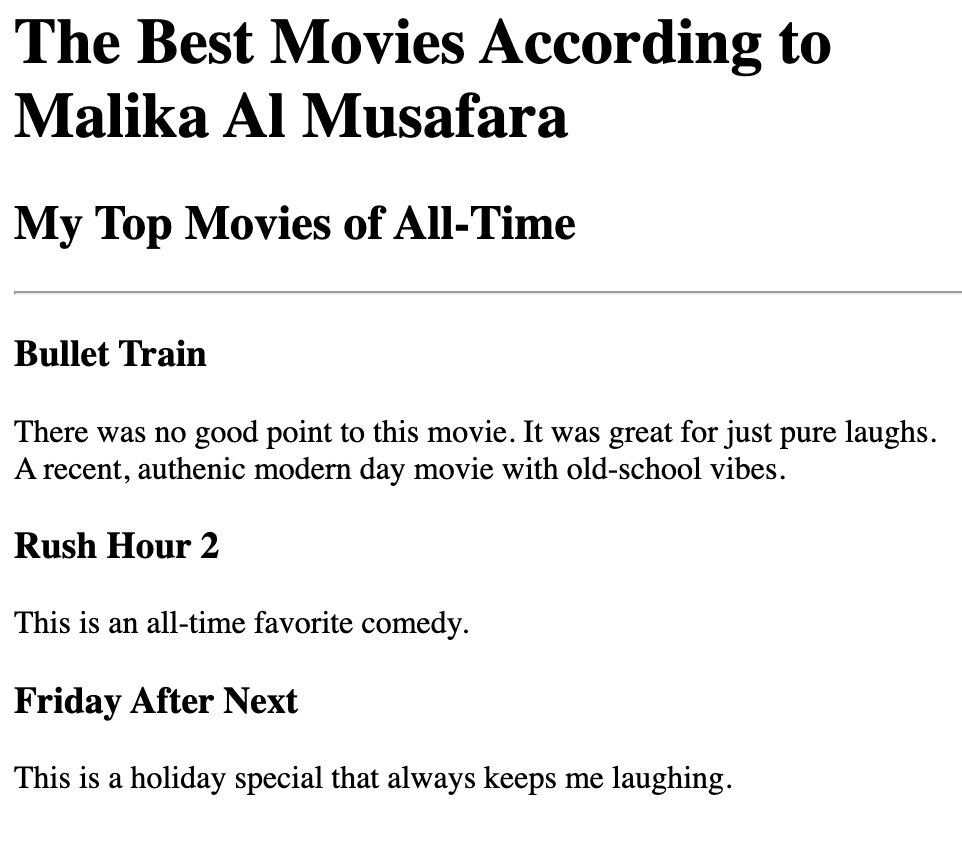 The Best Movies According to
Malika Al Musafara
My Top Movies of All-Time
Bullet Train
There was no good point to this movie. It was great for just pure laughs.
A recent, authenic modern day movie with old-school vibes.
Rush Hour 2
This is an all-time favorite comedy.
Friday After Next
This is a holiday special that always keeps me laughing.